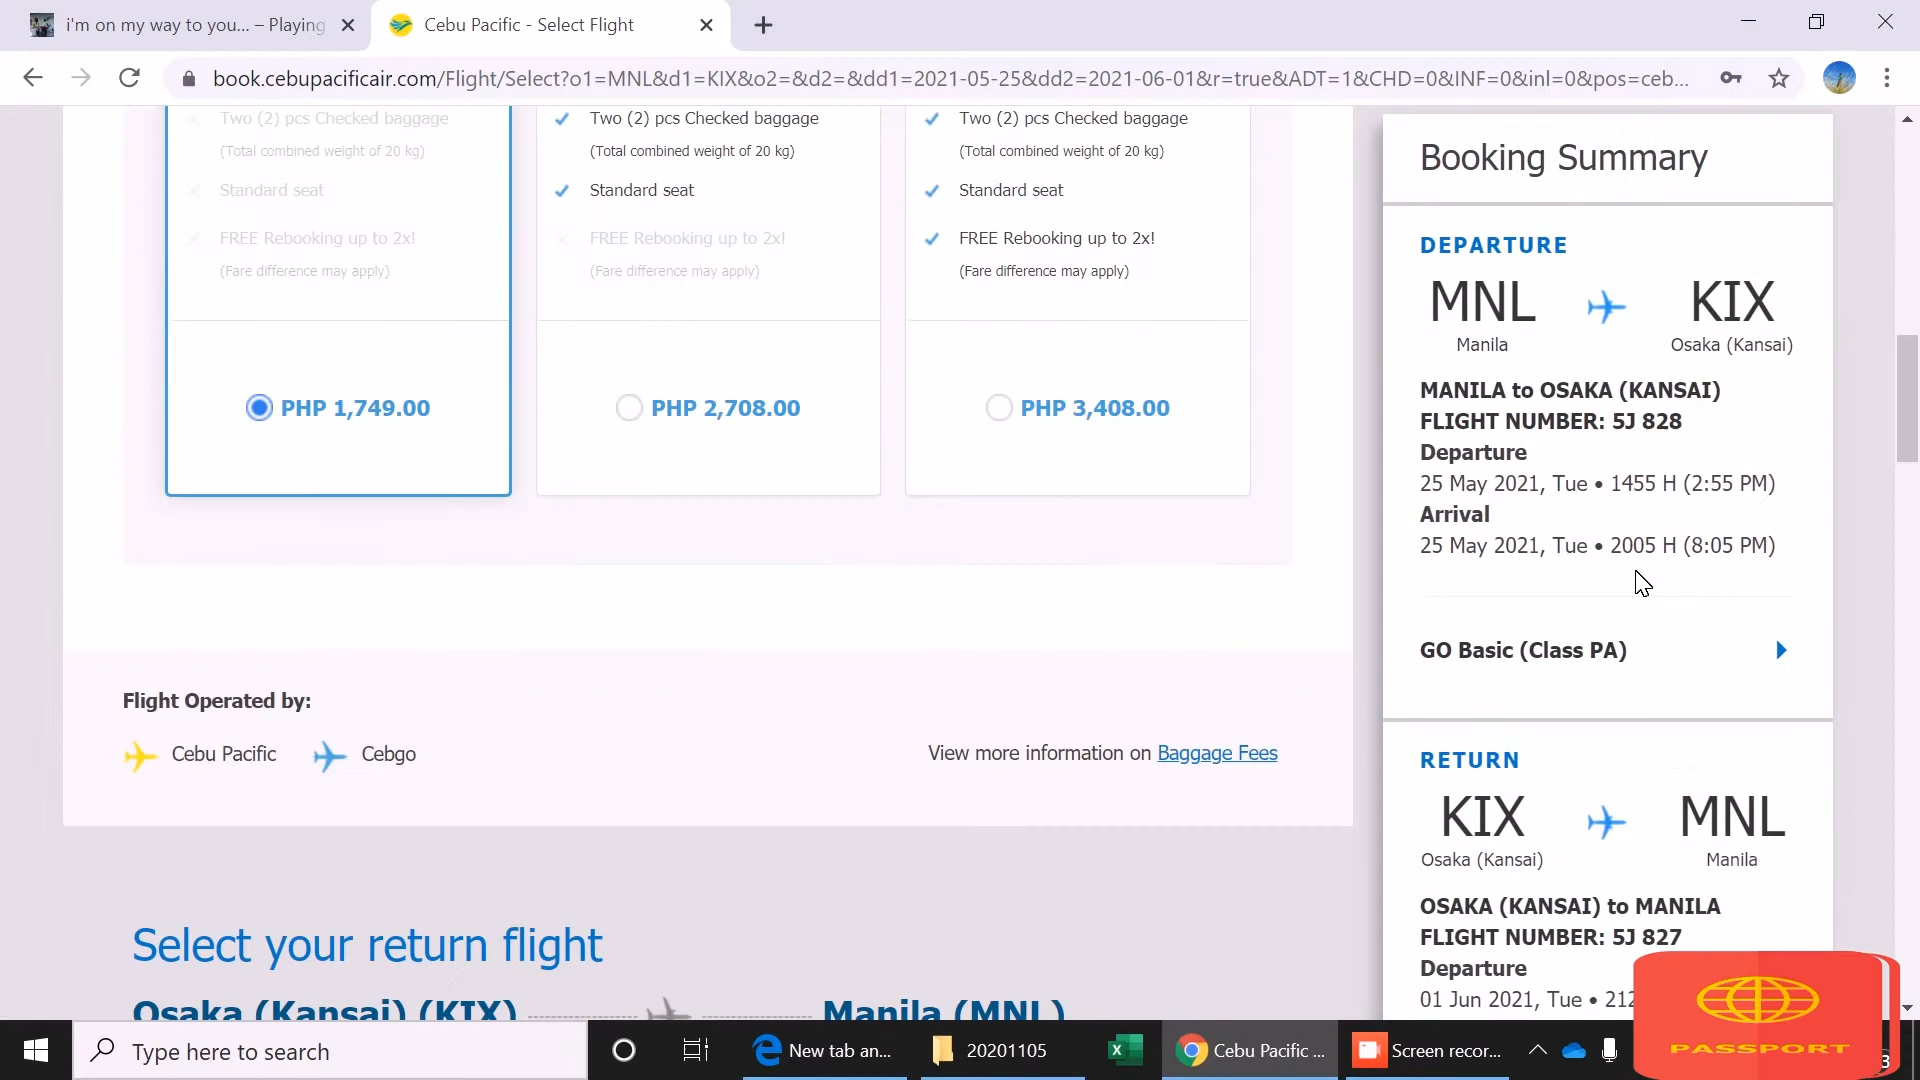 i'm on my way to you... – Playing
Cebu Pacific - Select Flight
book.cebupacificair.com/Flight/Select?o1=MNL&d1=KIX&o2=&d2=&dd1=2021-05-25&dd2=2021-06-01&r=true&ADT=1&CHD=0&INF=0&inl=0&pos=ceb...
Two (2) pcs Checked baggage
(Total combined weight of 20 kg)
Standard seat
FREE Rebooking up to 2x!
(Fare difference may apply)
PHP 1,749.00
Two (2) pcs Checked baggage
(Total combined weight of 20 kg)
Standard seat
FREE Rebooking up to 2x!
(Fare difference may apply)
PHP 2,708.00
Two (2) pcs Checked baggage
(Total combined weight of 20 kg)
Standard seat
FREE Rebooking up to 2x!
(Fare difference may apply)
PHP 3,408.00
Flight Operated by:
Cebu Pacific
Cebgo
View more information on Baggage Fees
Select your return flight
Osaka (Kansai) (KIX)
Manila (MNL)
Booking Summary
DEPARTURE
MNL
KIX
Manila
Osaka (Kansai)
MANILA to OSAKA (KANSAI)
FLIGHT NUMBER: 5J 828
Departure
25 May 2021, Tue • 1455 H (2:55 PM)
Arrival
25 May 2021, Tue • 2005 H (8:05 PM)
GO Basic (Class PA)
RETURN
KIX
MNL
Osaka (Kansai)
Manila
OSAKA (KANSAI) to MANILA
FLIGHT NUMBER: 5J 827
Departure
01 Jun 2021, Tue • 212
PASSPORT
Type here to search
New tab an...
20201105
Cebu Pacific ...
Screen recor...
3